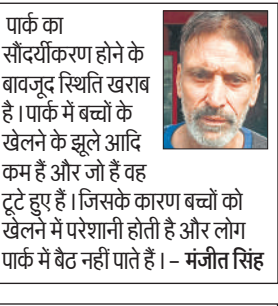 पार्क का
सौंदर्यीकरण होने के
बावजूद स्थिति खराब
है। पार्क में बच्चों के
खेलने के झूले आदि
कम हैं और जो हैं वह
टूटे हुए हैं। जिसके कारण बच्चों को
खेलने में परेशानी होती है और लोग
पार्क में बैठ नहीं पाते हैं। – मंजीत सिंह